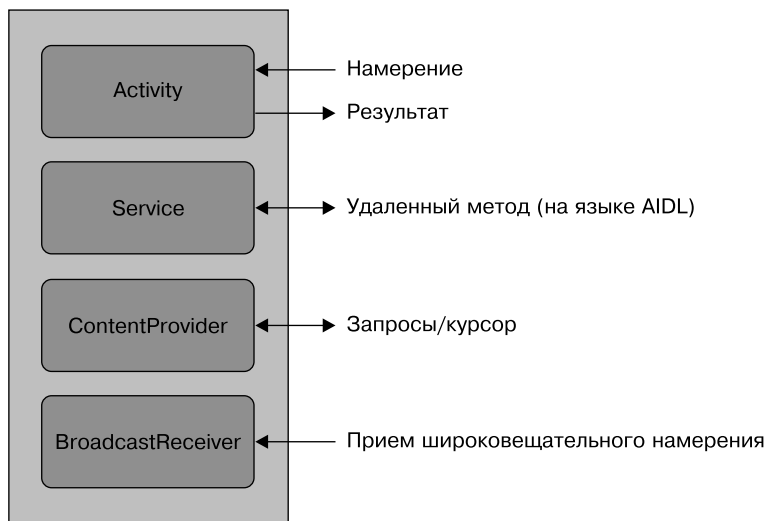 Activity
Намерение
Результат
Service
Удаленный метод (на языке AIDL)
ContentProvider
Запросы/курсор
BroadcastReceiver
Прием широковещательного намерения